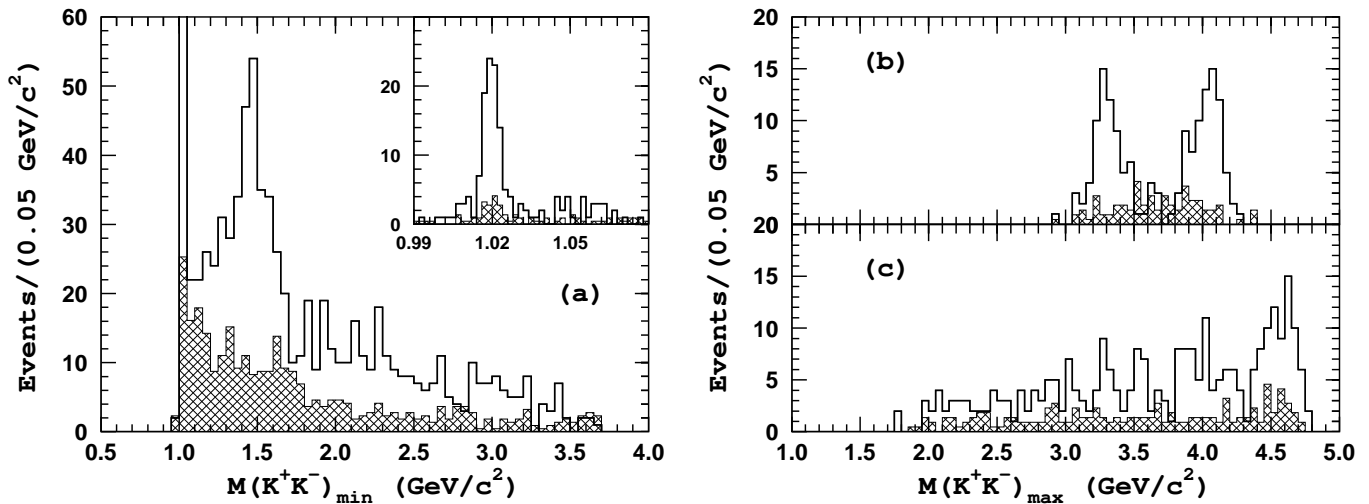 Events/(0.05 GeV/c²)
60
50
40
30
20
10
0
20
10
0
0.99 1.02 1.05
(a)
0.5 1.0 1.5 2.0 2.5 3.0 3.5 4.0
M(K⁺K⁻)min (GeV/c²)
Events/(0.05 GeV/c²)
20
15
10
5
0
(b)
20
15
10
5
0
(c)
1.0 1.5 2.0 2.5 3.0 3.5 4.0 4.5 5.0
M(K⁺K⁻)max (GeV/c²)